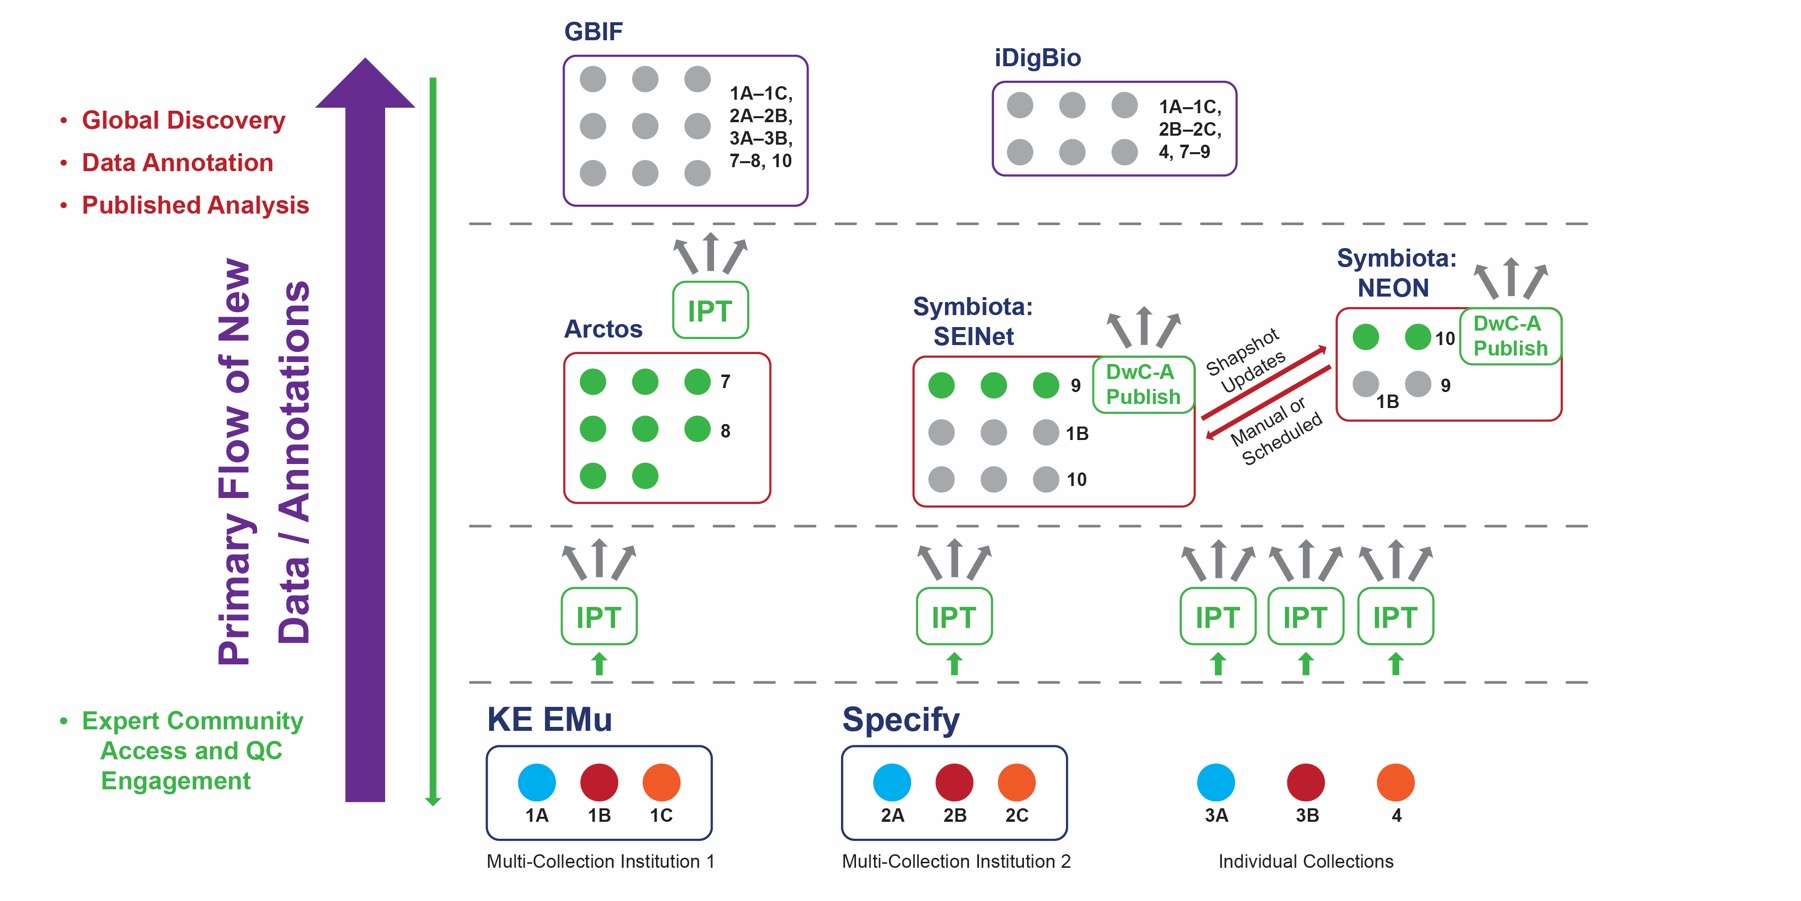 GBIF
1A–1C,
2A–2B,
3A–3B,
7–8, 10
iDigBio
1A–1C,
2B–2C,
4, 7–9
• Global Discovery
• Data Annotation
• Published Analysis
Primary Flow of New
Data / Annotations
• Expert Community
Access and QC
Engagement
IPT
Arctos
7
8
Symbiota:
SEINet
DwC-A
Publish
9
1B
10
Shapshot
Updates
Manual or
Scheduled
Symbiota:
NEON
DwC-A
Publish
10
9
1B
IPT
IPT
IPT
IPT
IPT
KE EMu
1A
1B
1C
Multi-Collection Institution 1
Specify
2A
2B
2C
Multi-Collection Institution 2
3A
3B
4
Individual Collections